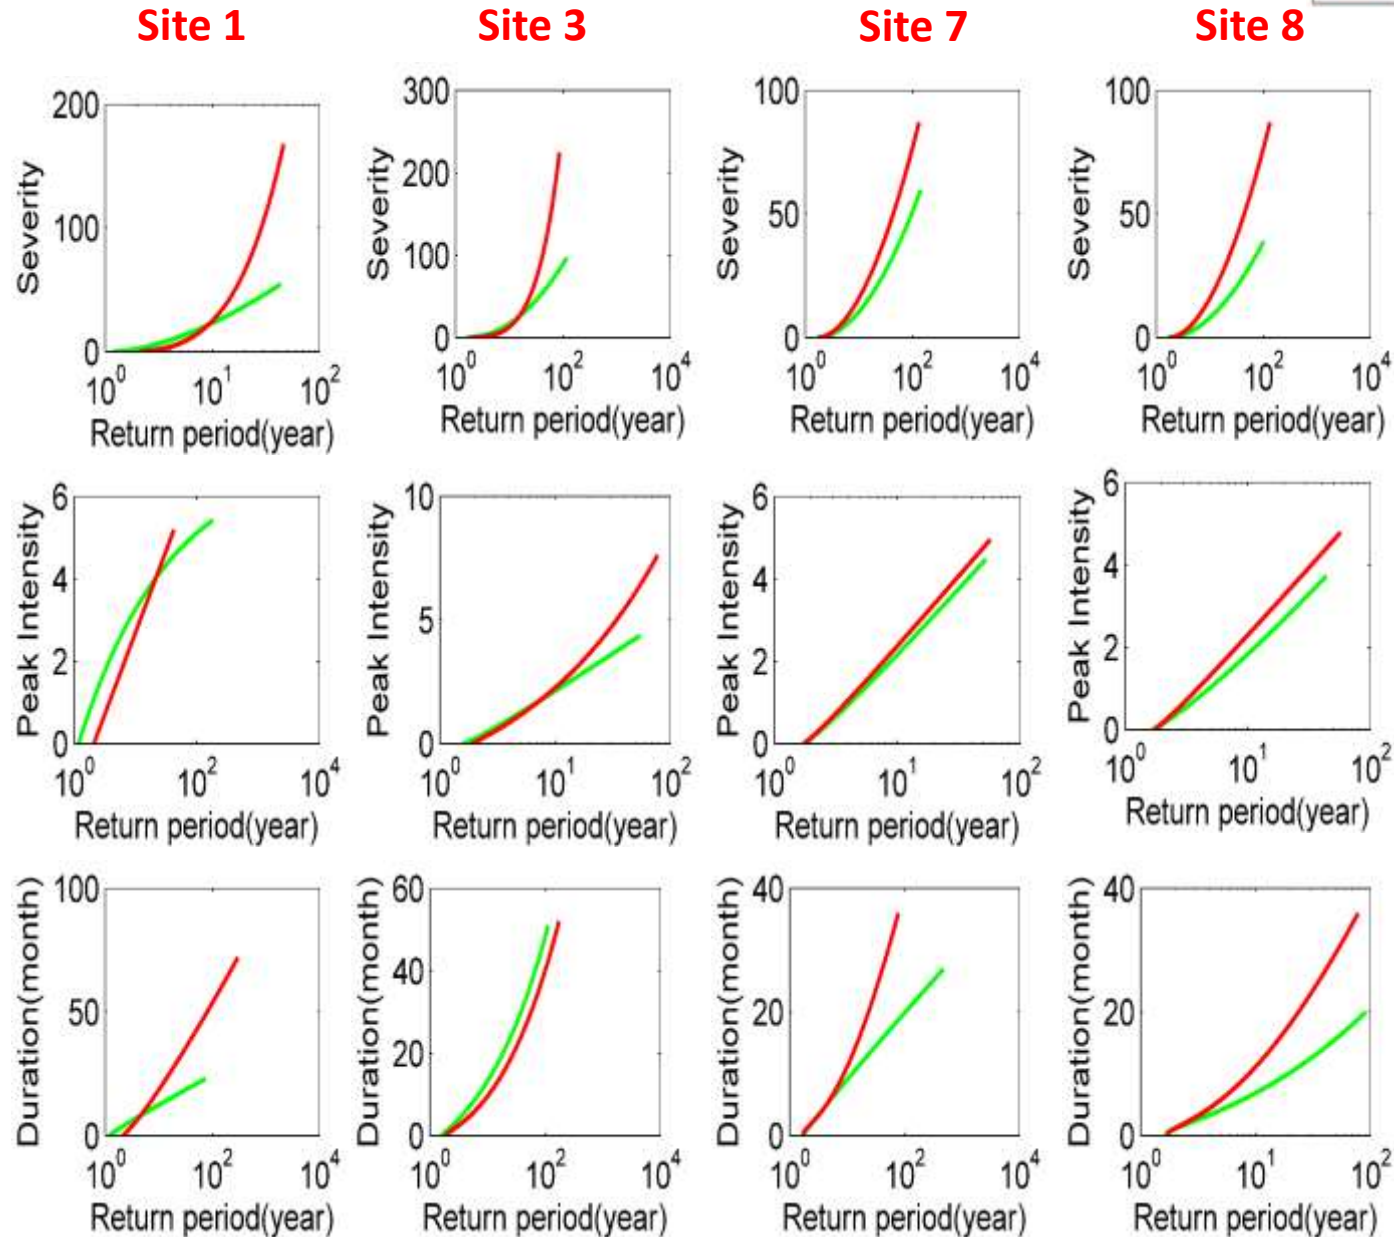 Site 1 Site 3 Site 7 Site 8
Severity 200 100 0 10^0 10^1 10^2 Return period(year)
Severity 300 200 100 0 10^0 10^2 10^4 Return period(year)
Severity 100 50 0 10^0 10^2 10^4 Return period(year)
Severity 100 50 0 10^0 10^2 10^4 Return period(year)
Peak Intensity 6 4 2 0 10^0 10^2 10^4 Return period(year)
Peak Intensity 10 5 0 10^0 10^1 10^2 Return period(year)
Peak Intensity 6 4 2 0 10^0 10^1 10^2 Return period(year)
Peak Intensity 6 4 2 0 10^0 10^1 10^2 Return period(year)
Duration(month) 100 50 0 10^0 10^2 10^4 Return period(year)
Duration(month) 60 40 20 0 10^0 10^2 10^4 Return period(year)
Duration(month) 40 20 0 10^0 10^2 10^4 Return period(year)
Duration(month) 40 20 0 10^0 10^1 10^2 Return period(year)